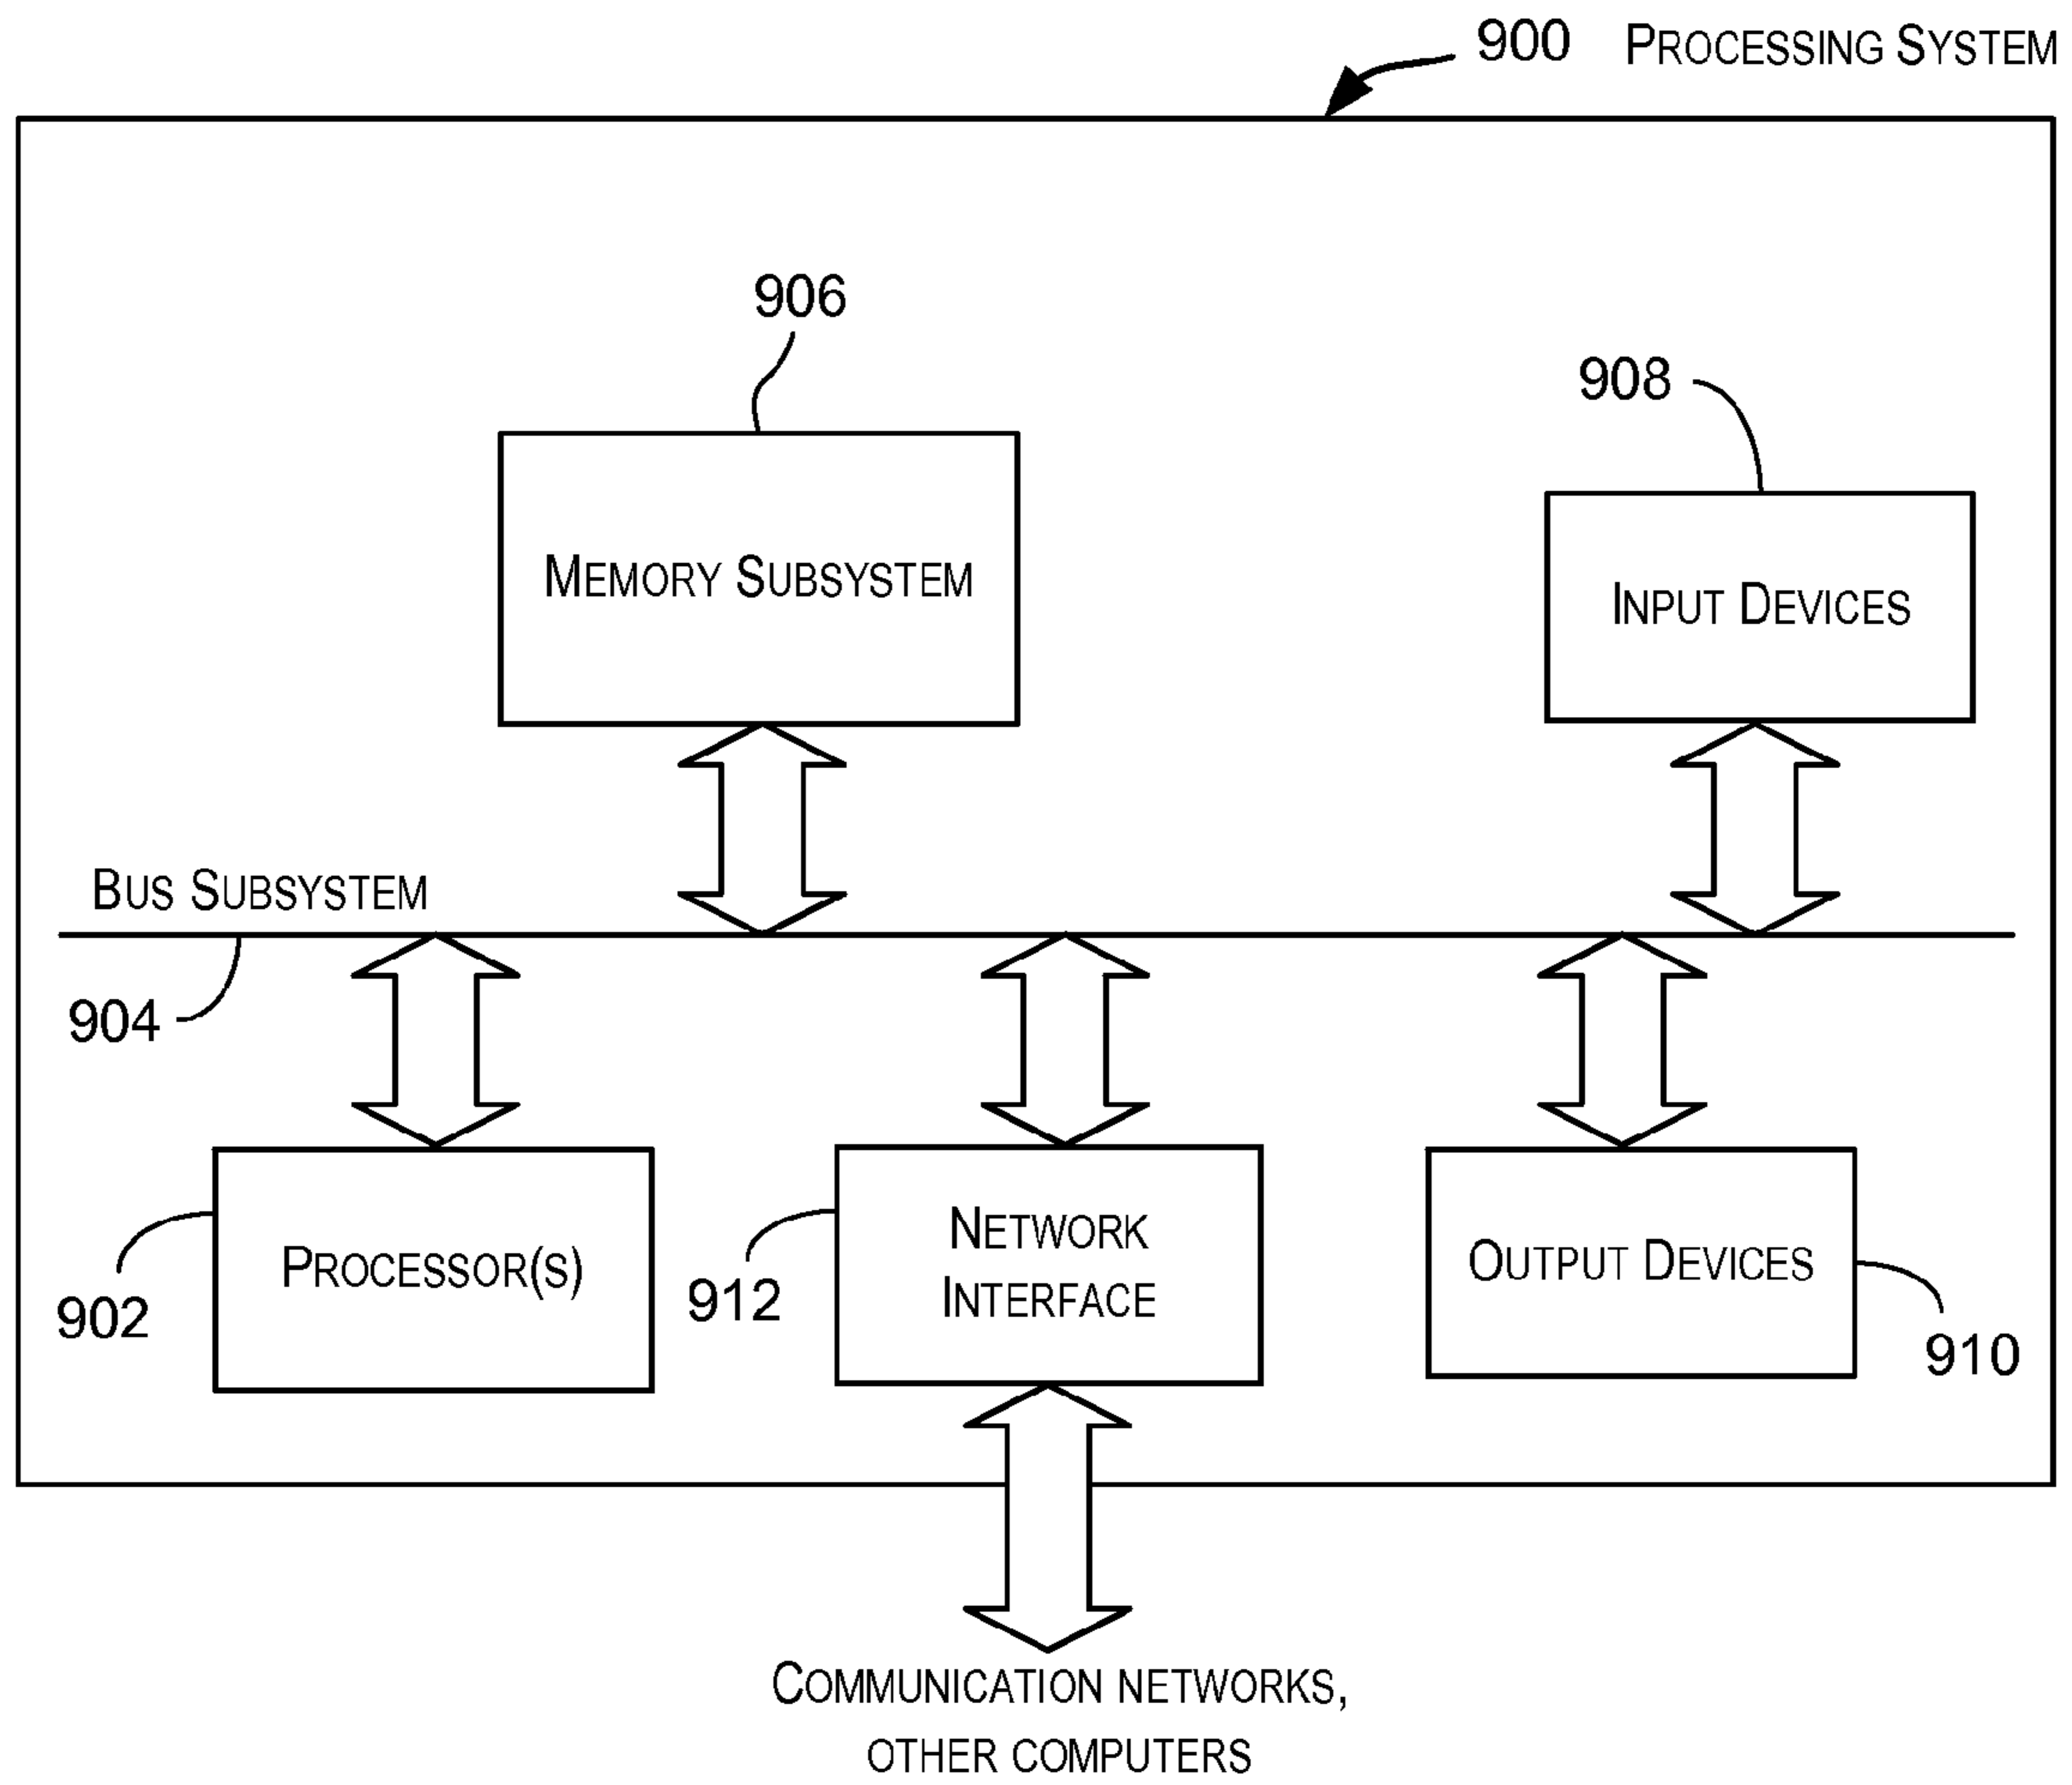 900 PROCESSING SYSTEM
906
908
MEMORY SUBSYSTEM
INPUT DEVICES
BUS SUBSYSTEM
904
PROCESSOR(S)
902
NETWORK
INTERFACE
912
OUTPUT DEVICES
910
COMMUNICATION NETWORKS,
OTHER COMPUTERS